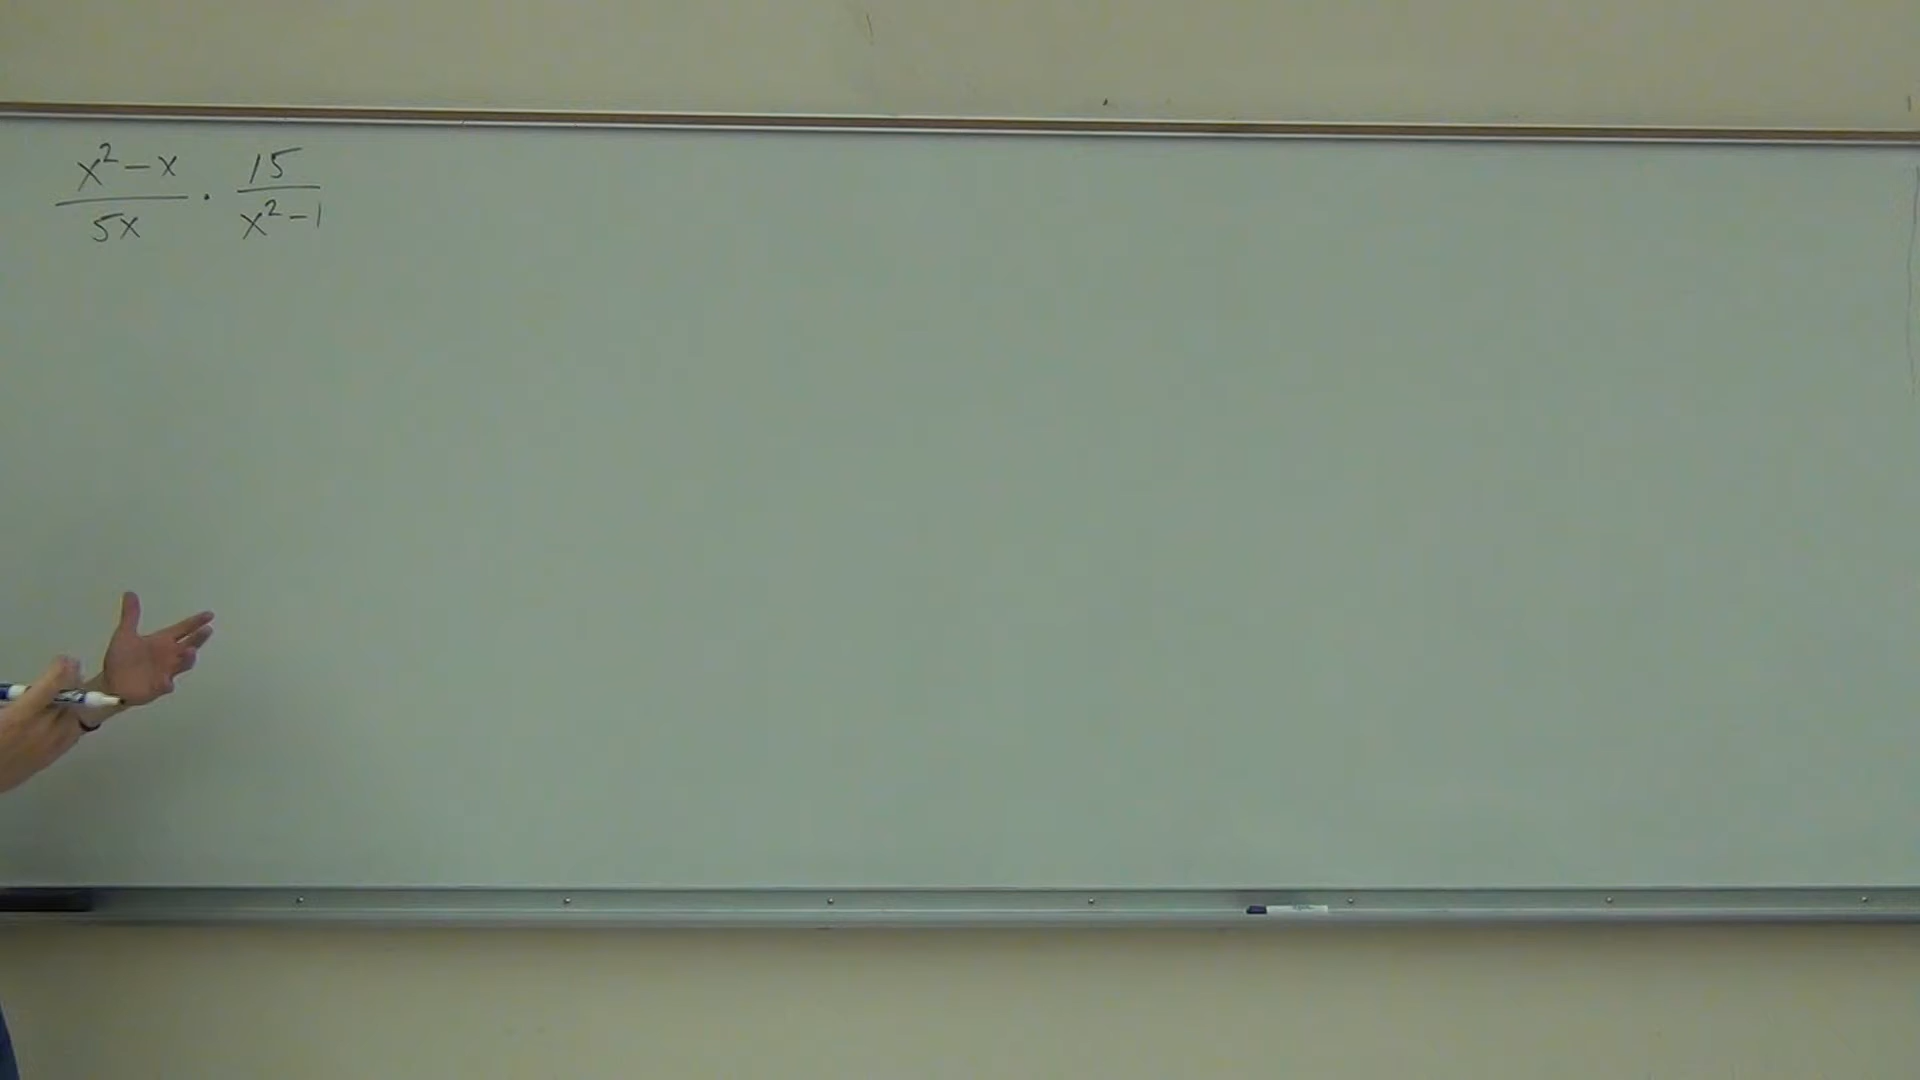 x² - x / 5x · 15 / x² - 1